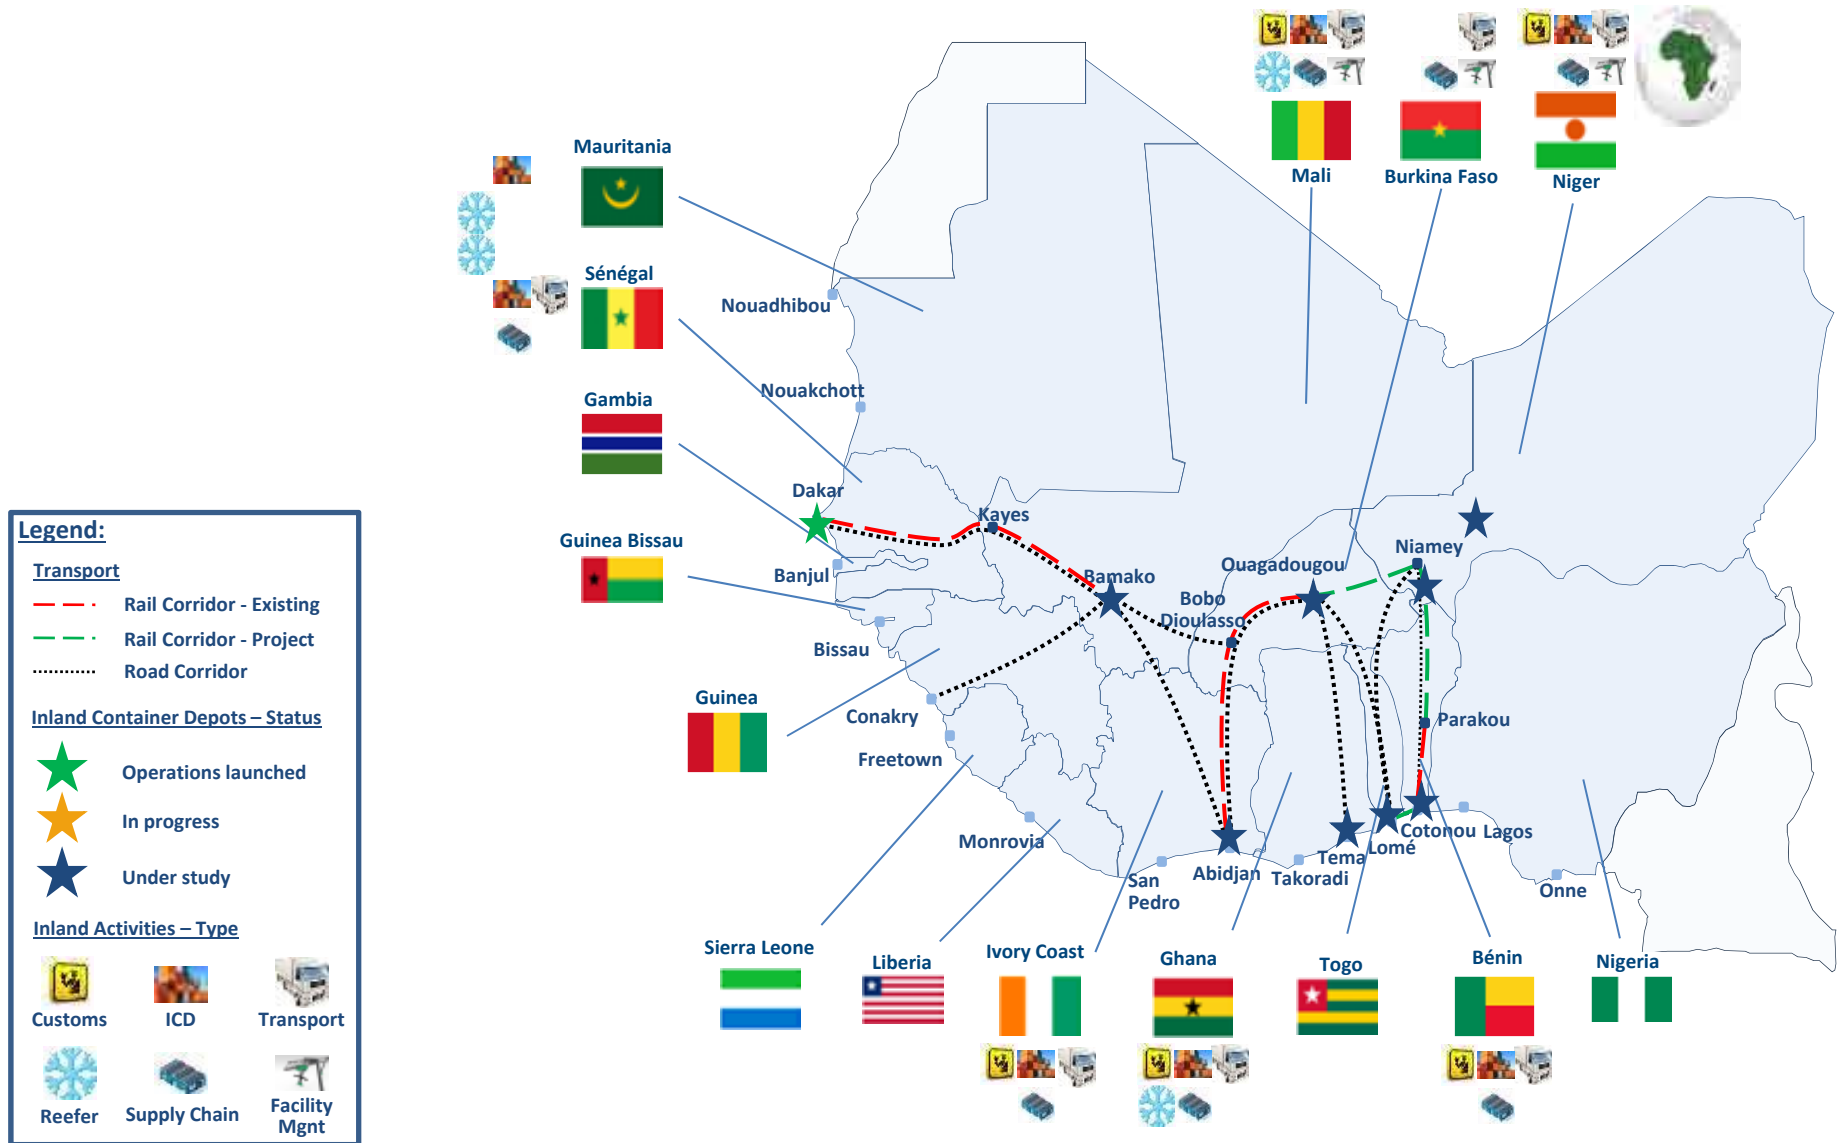 Mali
Burkina Faso
Niger
Mauritania
Sénégal
Nouadhibou
Nouakchott
Gambia
Dakar
Kayes
Guinea Bissau
Banjul
Bamako
Ouagadougou
Niamey
Bobo
Dioulasso
Bissau
Guinea
Conakry
Freetown
Parakou
Monrovia
San
Pedro
Abidjan
Takoradi
Tema
Lomé
Cotonou
Lagos
Onne
Sierra Leone
Liberia
Ivory Coast
Ghana
Togo
Bénin
Nigeria
Legend:
Transport
Rail Corridor - Existing
Rail Corridor - Project
Road Corridor
Inland Container Depots – Status
Operations launched
In progress
Under study
Inland Activities – Type
Customs
ICD
Transport
Reefer
Supply Chain
Facility
Mgnt